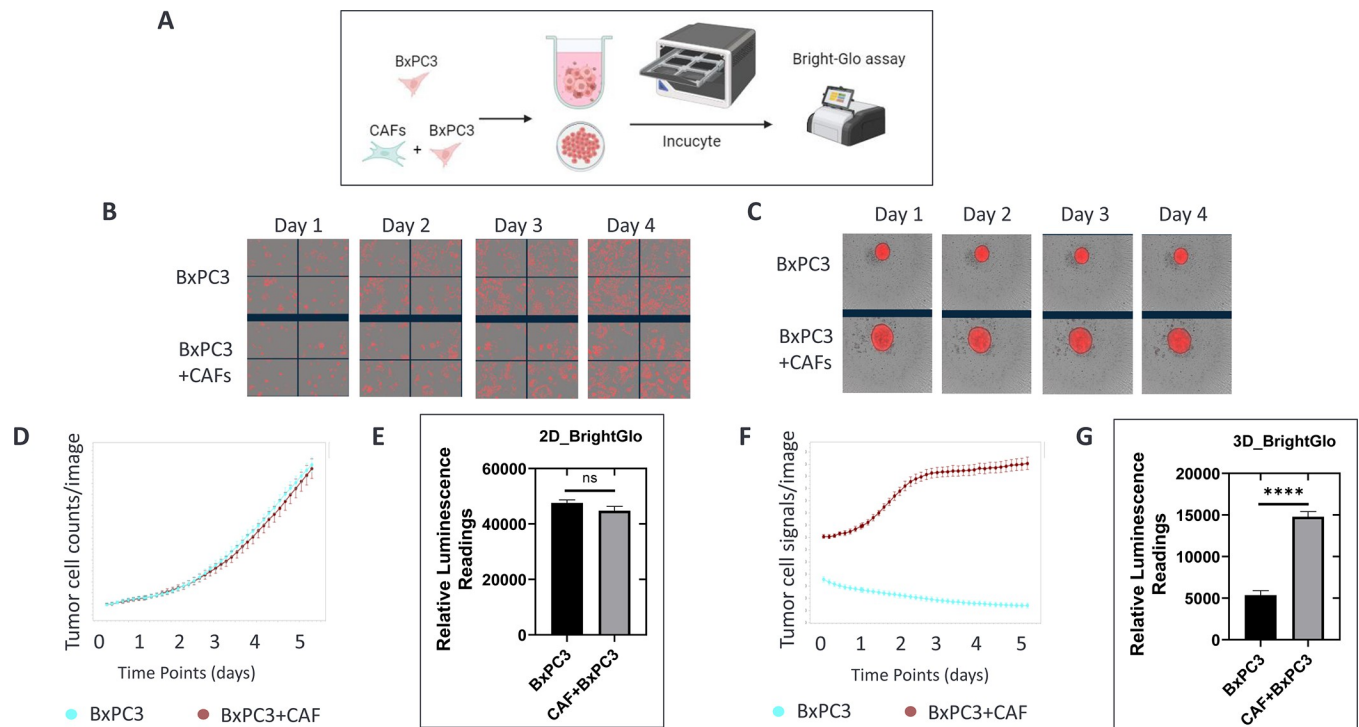 A
BxPC3
CAFs + BxPC3
Incucyte
Bright-Glo assay
B
Day 1 Day 2 Day 3 Day 4
BxPC3
BxPC3
+CAFs
C
Day 1 Day 2 Day 3 Day 4
BxPC3
BxPC3
+CAFs
D
Tumor cell counts/image
0 1 2 3 4 5
Time Points (days)
BxPC3 BxPC3+CAF
E
2D_BrightGlo
Relative Luminescence
Readings
60000
40000
20000
0
ns
BxPC3
CAF+BxPC3
F
Tumor cell signals/image
0 1 2 3 4 5
Time Points (days)
BxPC3 BxPC3+CAF
G
3D_BrightGlo
Relative Luminescence
Readings
20000
15000
10000
5000
0
****
BxPC3
CAF+BxPC3